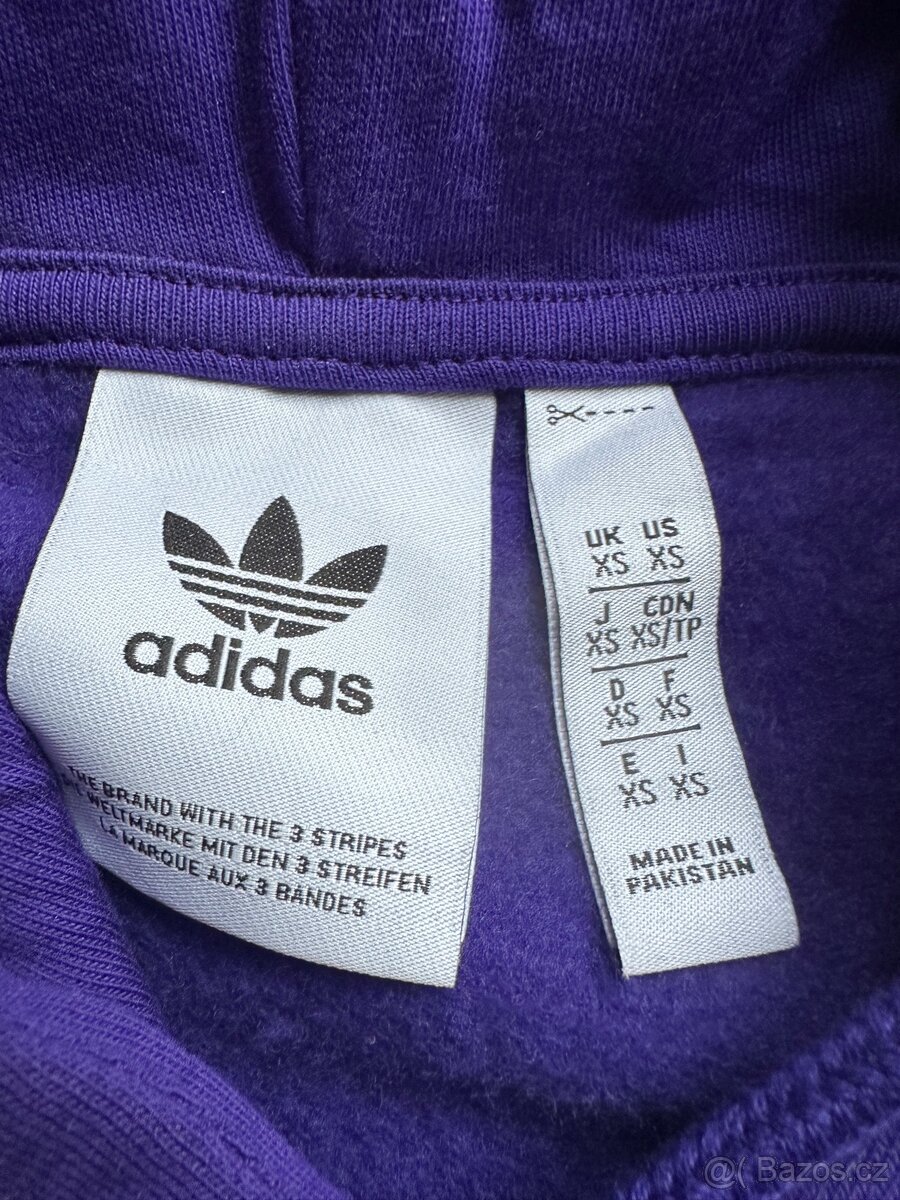 adidas
THE BRAND WITH THE 3 STRIPES
WELTMARKE MIT DEN 3 STREIFEN
LA MARQUE AUX 3 BANDES
UK US
XS XS
J CDN
XS XS/TP
D F
XS XS
E I
XS XS
MADE IN
PAKISTAN
@( Bazos.cz